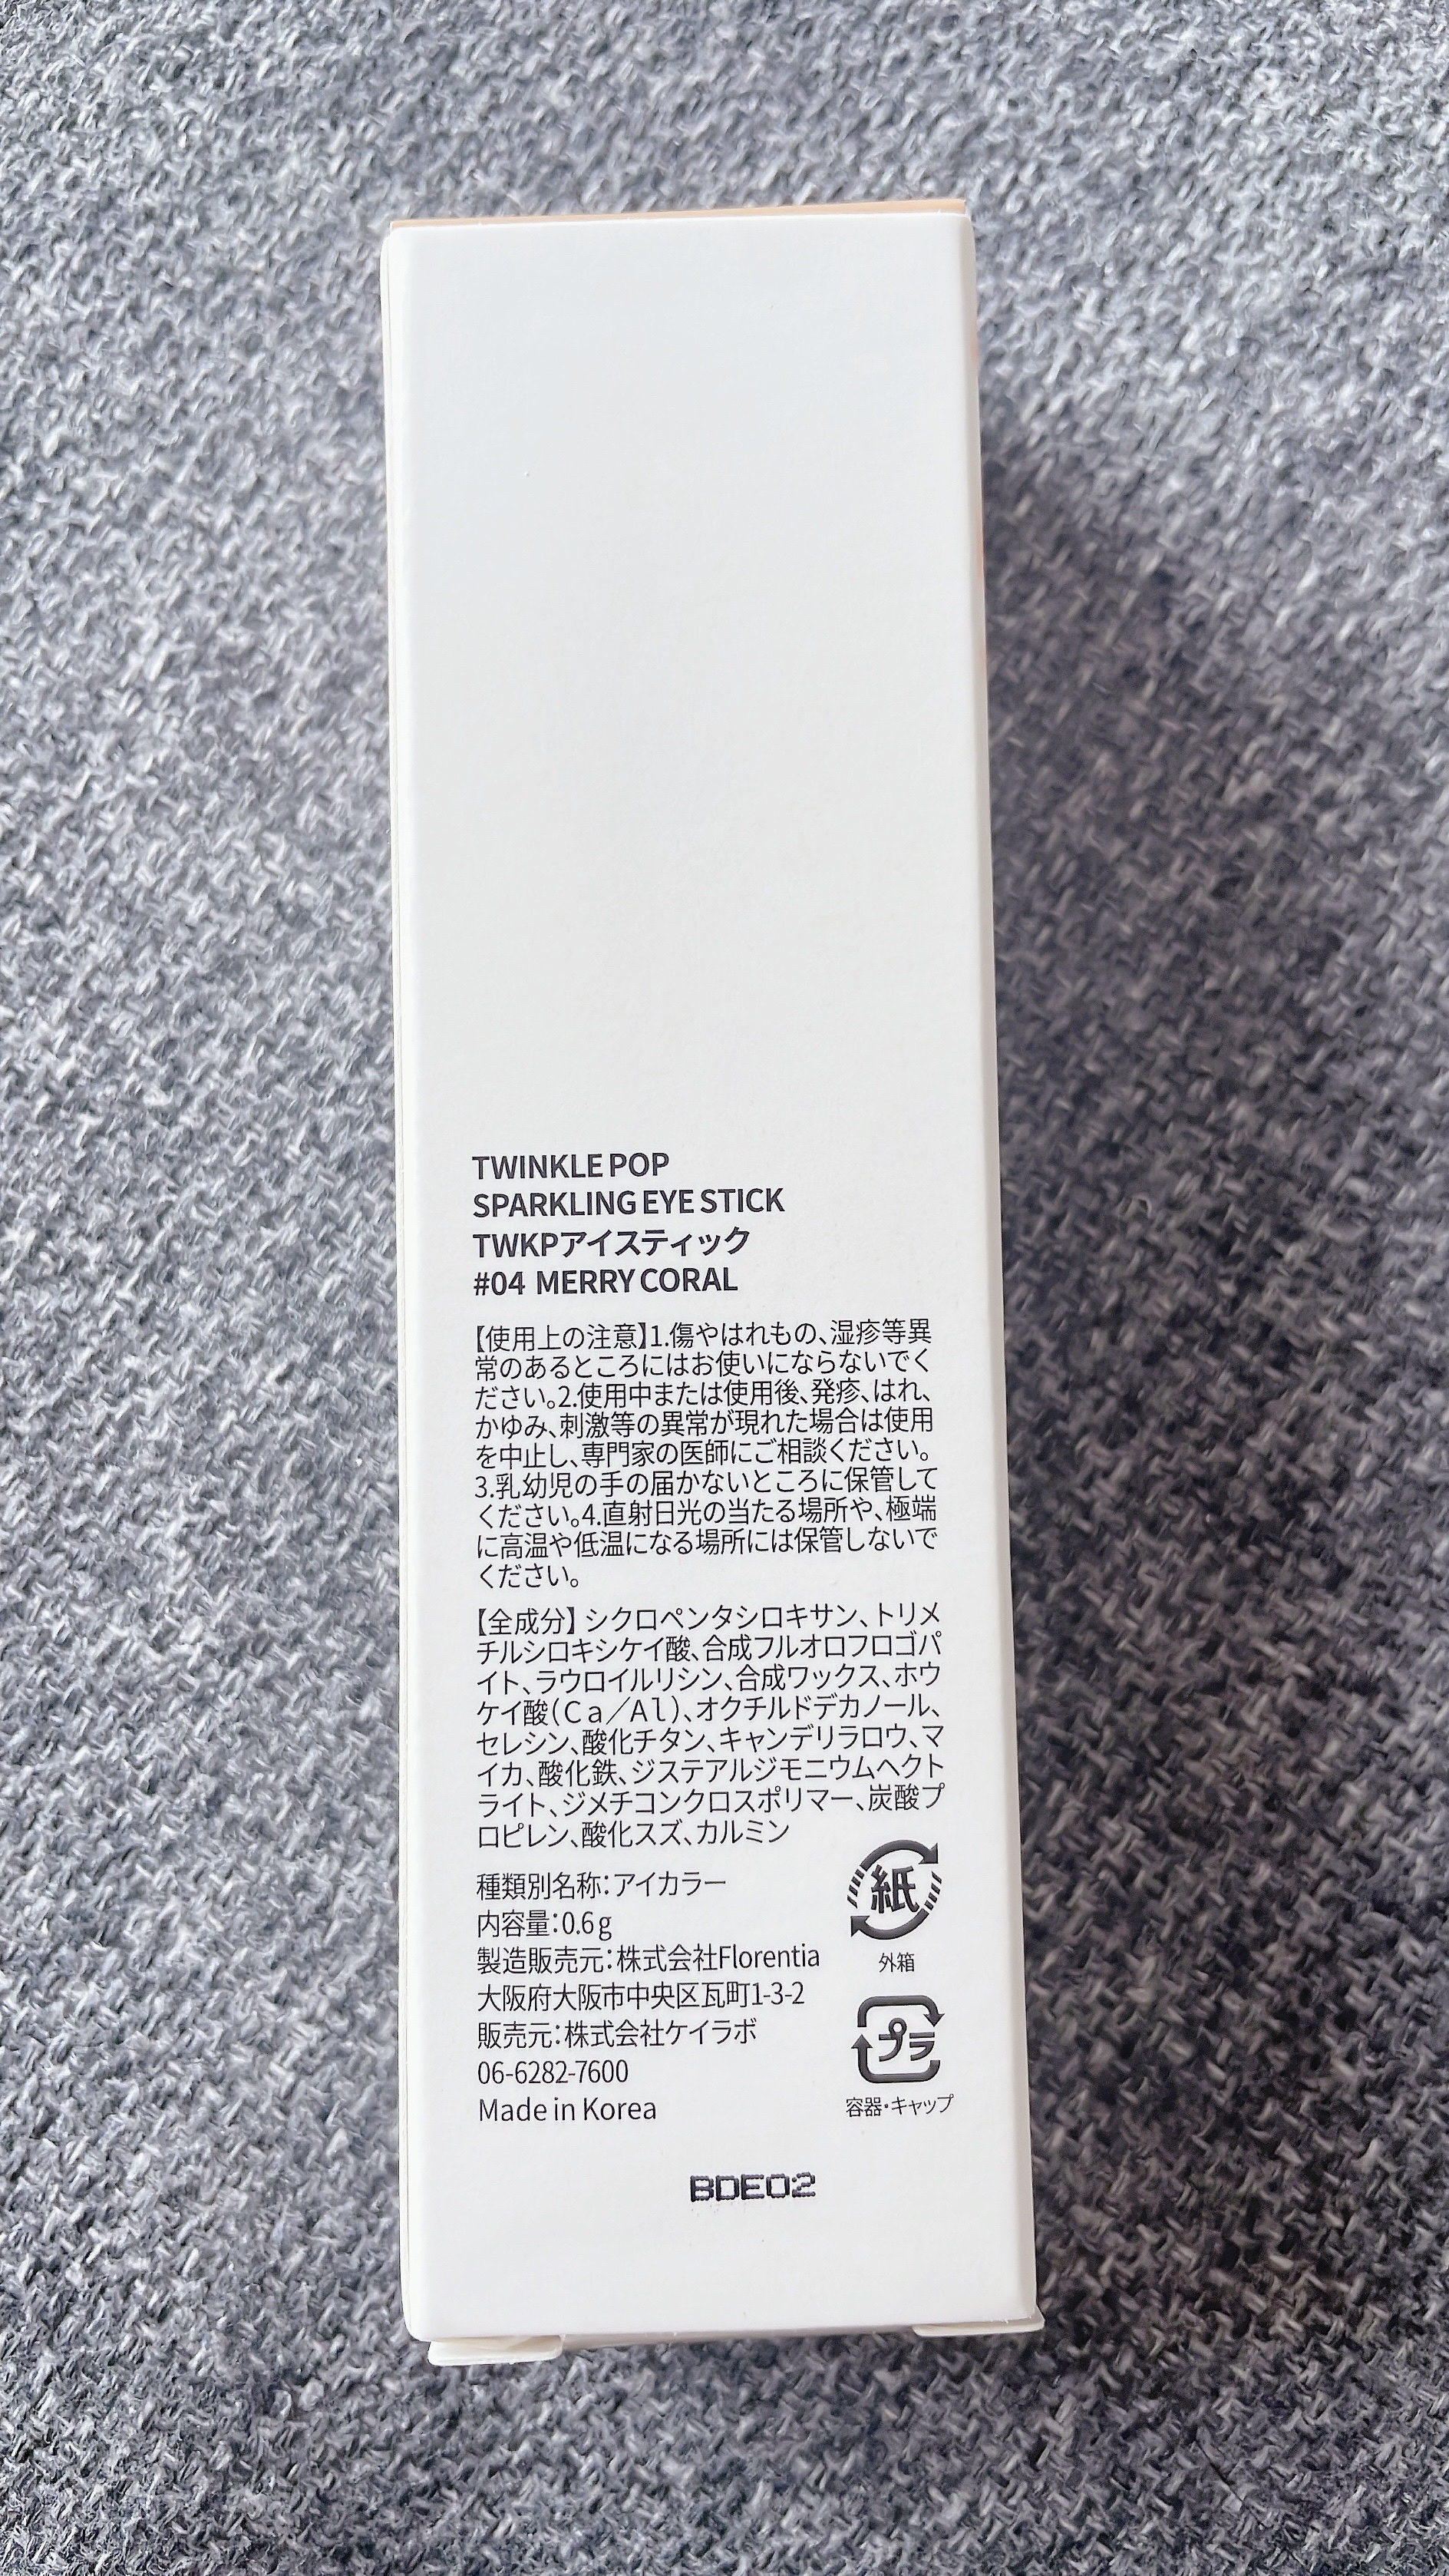 TWINKLE POP
SPARKLING EYE STICK
TWKPアイスティック
#04 MERRY CORAL
【使用上の注意】1.傷やはれもの、湿疹等異
常のあるところにはお使いにならないでく
ださい。2.使用中または使用後、発疹、はれ、
かゆみ、刺激等の異常が現れた場合は使用
を中止し、専門家の医師にご相談ください。
3.乳幼児の手の届かないところに保管して
ください。4.直射日光の当たる場所や、極端
に高温や低温になる場所には保管しないで
ください。
【全成分】シクロペンタシロキサン、トリメ
チルシロキシケイ酸、合成フルオロフロゴパ
イト、ラウロイルリシン、合成ワックス、ホウ
ケイ酸(Ca/Al)、オクチルドデカノール、
セレシン、酸化チタン、キャンデリラロウ、マ
イカ、酸化鉄、ジステアルジモニウムヘクト
ライト、ジメチコンクロスポリマー、炭酸プ
ロピレン、酸化スズ、カルミン
種類別名称：アイカラー
内容量：0.6g
製造販売元：株式会社Florentia
大阪府大阪市中央区瓦町1-3-2
販売元：株式会社ケイラボ
06-6282-7600
Made in Korea
紙
外箱
プラ
容器・キャップ
BDE02